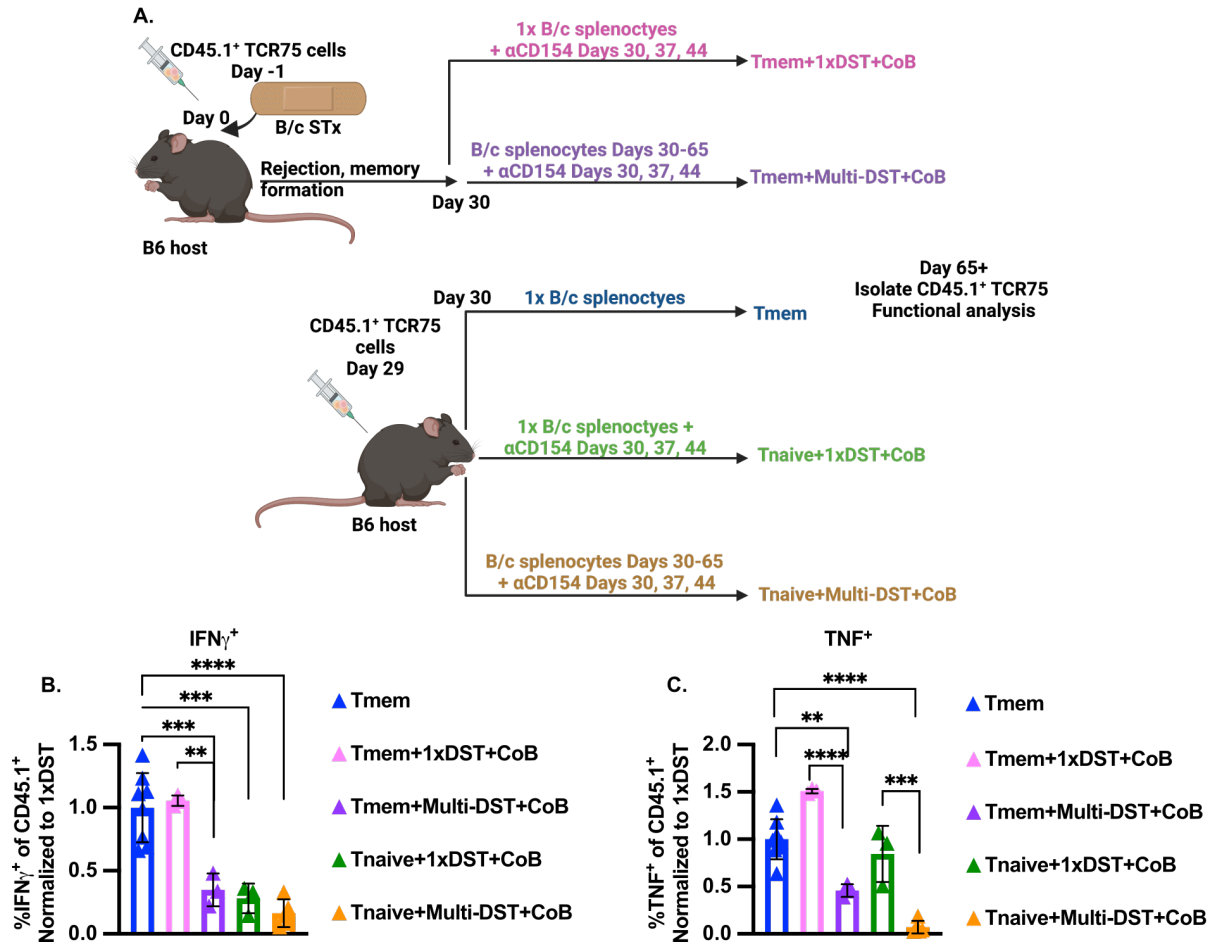 A.
CD45.1⁺ TCR75 cells
Day -1
Day 0
B/c STx
Rejection, memory
formation
Day 30
B6 host
1x B/c splenoctyes
+ αCD154 Days 30, 37, 44
Tmem+1xDST+CoB
B/c splenocytes Days 30-65
+ αCD154 Days 30, 37, 44
Tmem+Multi-DST+CoB
Day 30
1x B/c splenoctyes
Tmem
Day 65+
Isolate CD45.1⁺ TCR75
Functional analysis
CD45.1⁺ TCR75
cells
Day 29
1x B/c splenoctyes +
αCD154 Days 30, 37, 44
Tnaive+1xDST+CoB
B6 host
B/c splenocytes Days 30-65
+ αCD154 Days 30, 37, 44
Tnaive+Multi-DST+CoB
B.
IFNγ⁺
****
***
***
**
%IFNγ⁺ of CD45.1⁺
Normalized to 1xDST
1.5
1.0
0.5
0.0
Tmem
Tmem+1xDST+CoB
Tmem+Multi-DST+CoB
Tnaive+1xDST+CoB
Tnaive+Multi-DST+CoB
C.
TNF⁺
****
**
****
***
%TNF⁺ of CD45.1⁺
Normalized to 1xDST
2.0
1.5
1.0
0.5
0.0
Tmem
Tmem+1xDST+CoB
Tmem+Multi-DST+CoB
Tnaive+1xDST+CoB
Tnaive+Multi-DST+CoB